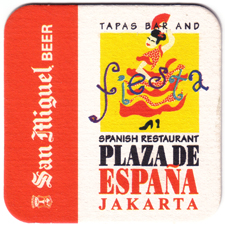 San Miguel BEER
TAPAS BAR AND
fiesta
SPANISH RESTAURANT
PLAZA DE
ESPAÑA
JAKARTA